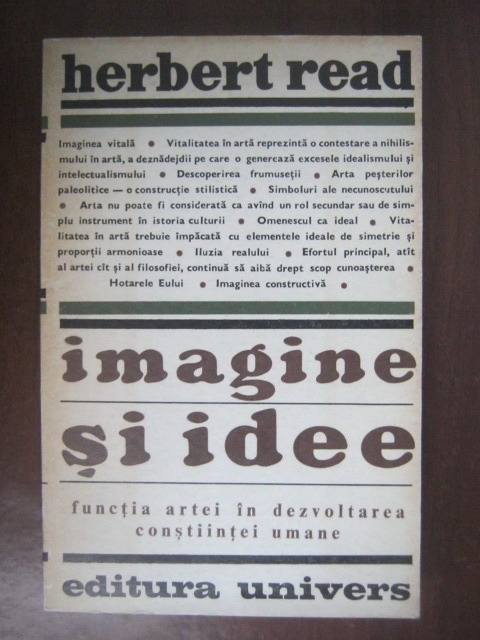 herbert read
Imaginea vitală ● Vitalitatea în artă reprezintă o contestare a nihilis-
mului în artă, a deznădejdii pe care o generează excesele idealismului și
intelectualismului ● Descoperirea frumuseții ● Arta peșterilor
paleolitice — o construcție stilistică ● Simboluri ale necunoscutului
● Arta nu poate fi considerată ca avînd un rol secundar sau de sim-
plu instrument în istoria culturii ● Omenescul ca ideal ● Vita-
litatea în artă trebuie împăcată cu elementele ideale de simetrie și
proporții armonioase ● Iluzia realului ● Efortul principal, atît
al artei cît și al filosofiei, continuă să aibă drept scop cunoașterea ●
Hotarele Eului ● Imaginea constructivă ●
imagine
și idee
funcția artei în dezvoltarea
conștiinței umane
editura univers